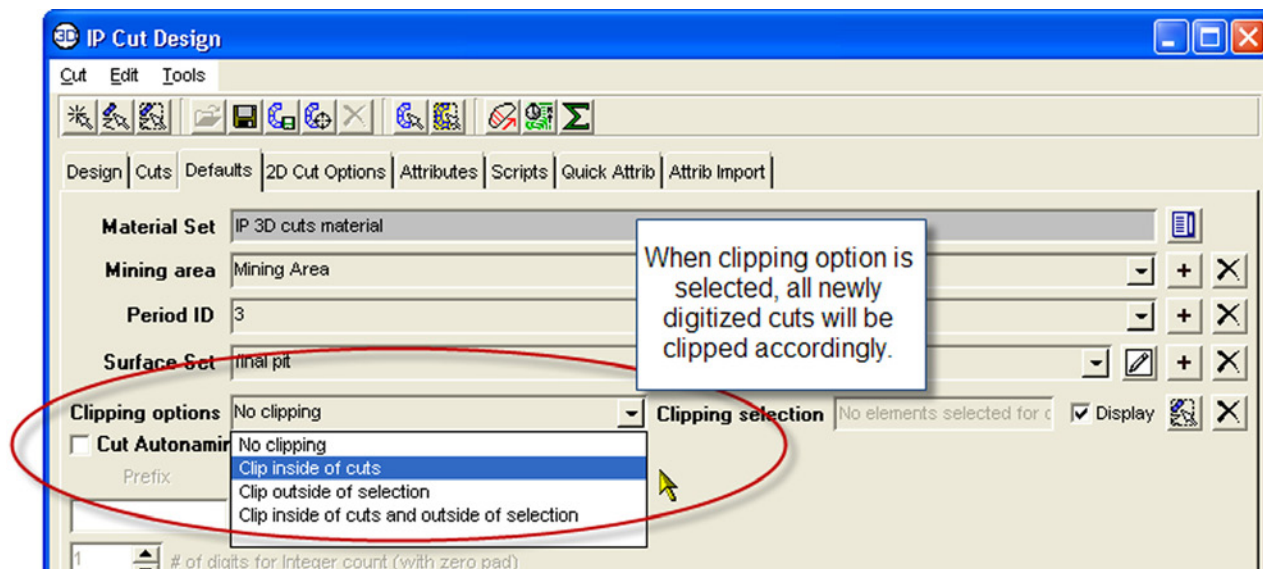 3D IP Cut Design
Cut Edit Tools
Design Cuts Defaults 2D Cut Options Attributes Scripts Quick Attrib Attrib Import
Material Set IP 3D cuts material
Mining area Mining Area
Period ID 3
Surface Set final pit
When clipping option is
selected, all newly
digitized cuts will be
clipped accordingly.
Clipping options No clipping Clipping selection No elements selected for Display
Cut Autonamin
No clipping
Prefix
Clip inside of cuts
Clip outside of selection
Clip inside of cuts and outside of selection
1 # of digits for Integer count (with zero pad)